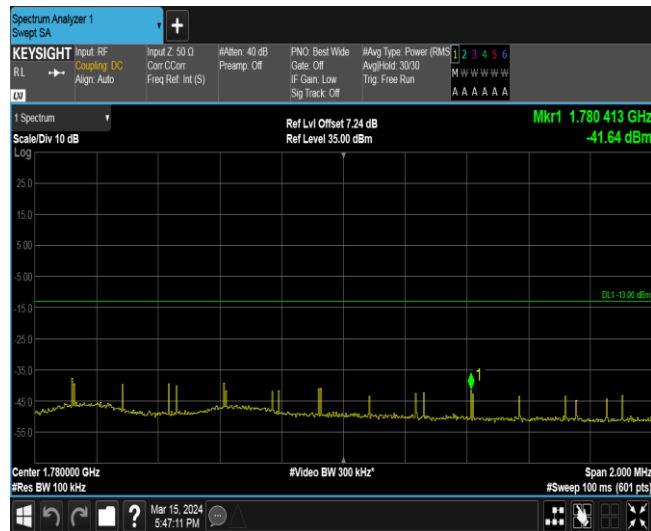 Spectrum Analyzer 1
Swept SA
+
KEYSIGHT
RL
LXI
Input: RF
Coupling: DC
Align: Auto
Input Z: 50 Ω
Corr CCorr
Freq Ref: Int (S)
#Atten: 40 dB
Preamp: Off
PNO: Best Wide
Gate: Off
IF Gain: Low
Sig Track: Off
#Avg Type: Power (RMS
Avg|Hold: 30/30
Trig: Free Run
1 2 3 4 5 6
M W W W W W
A A A A A A
1 Spectrum
Scale/Div 10 dB
Log
Ref Lvl Offset 7.24 dB
Ref Level 35.00 dBm
Mkr1 1.780 413 GHz
-41.64 dBm
25.0
15.0
5.00
-5.00
DL1 -13.00 dBm
-15.0
-25.0
-35.0
1
-45.0
-55.0
Center 1.780000 GHz
#Res BW 100 kHz
#Video BW 300 kHz*
Span 2.000 MHz
#Sweep 100 ms (601 pts)
?
Mar 15, 2024
5:47:11 PM